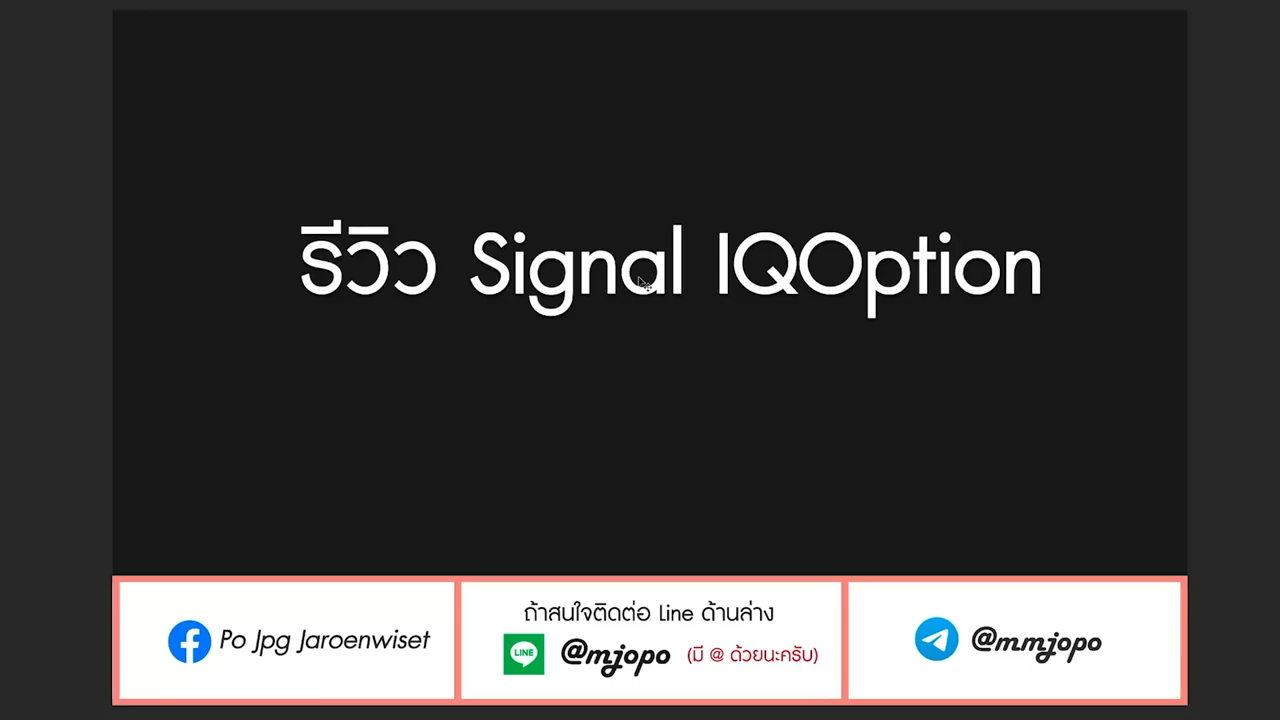 รีวิว Signal IQOption
Po Jpg Jaroenwiset
ถ้าสนใจติดต่อ Line ด้านล่าง
LINE @mjopo (มี @ ด้วยนะครับ)
@mmjopo